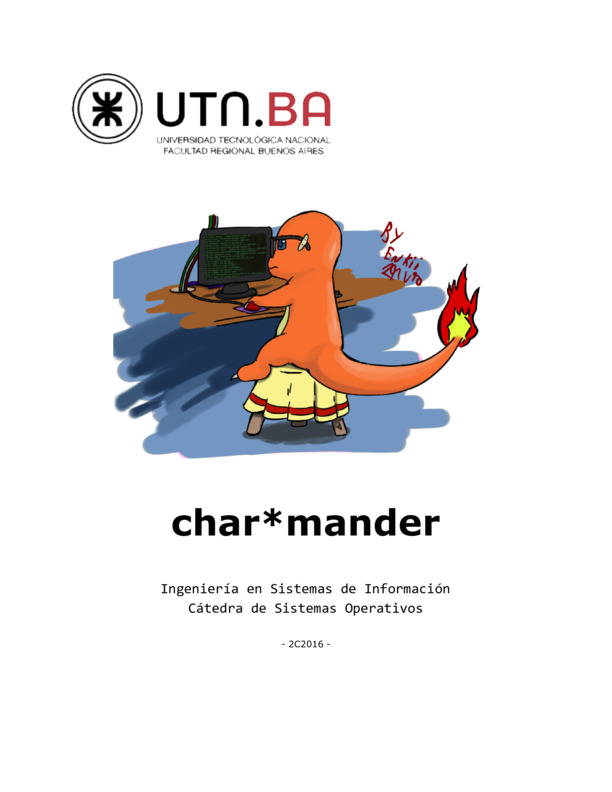 UTN.BA
UNIVERSIDAD TECNOLÓGICA NACIONAL
FACULTAD REGIONAL BUENOS AIRES
BY
ENKii
char*mander
Ingeniería en Sistemas de Información
Cátedra de Sistemas Operativos
- 2C2016 -